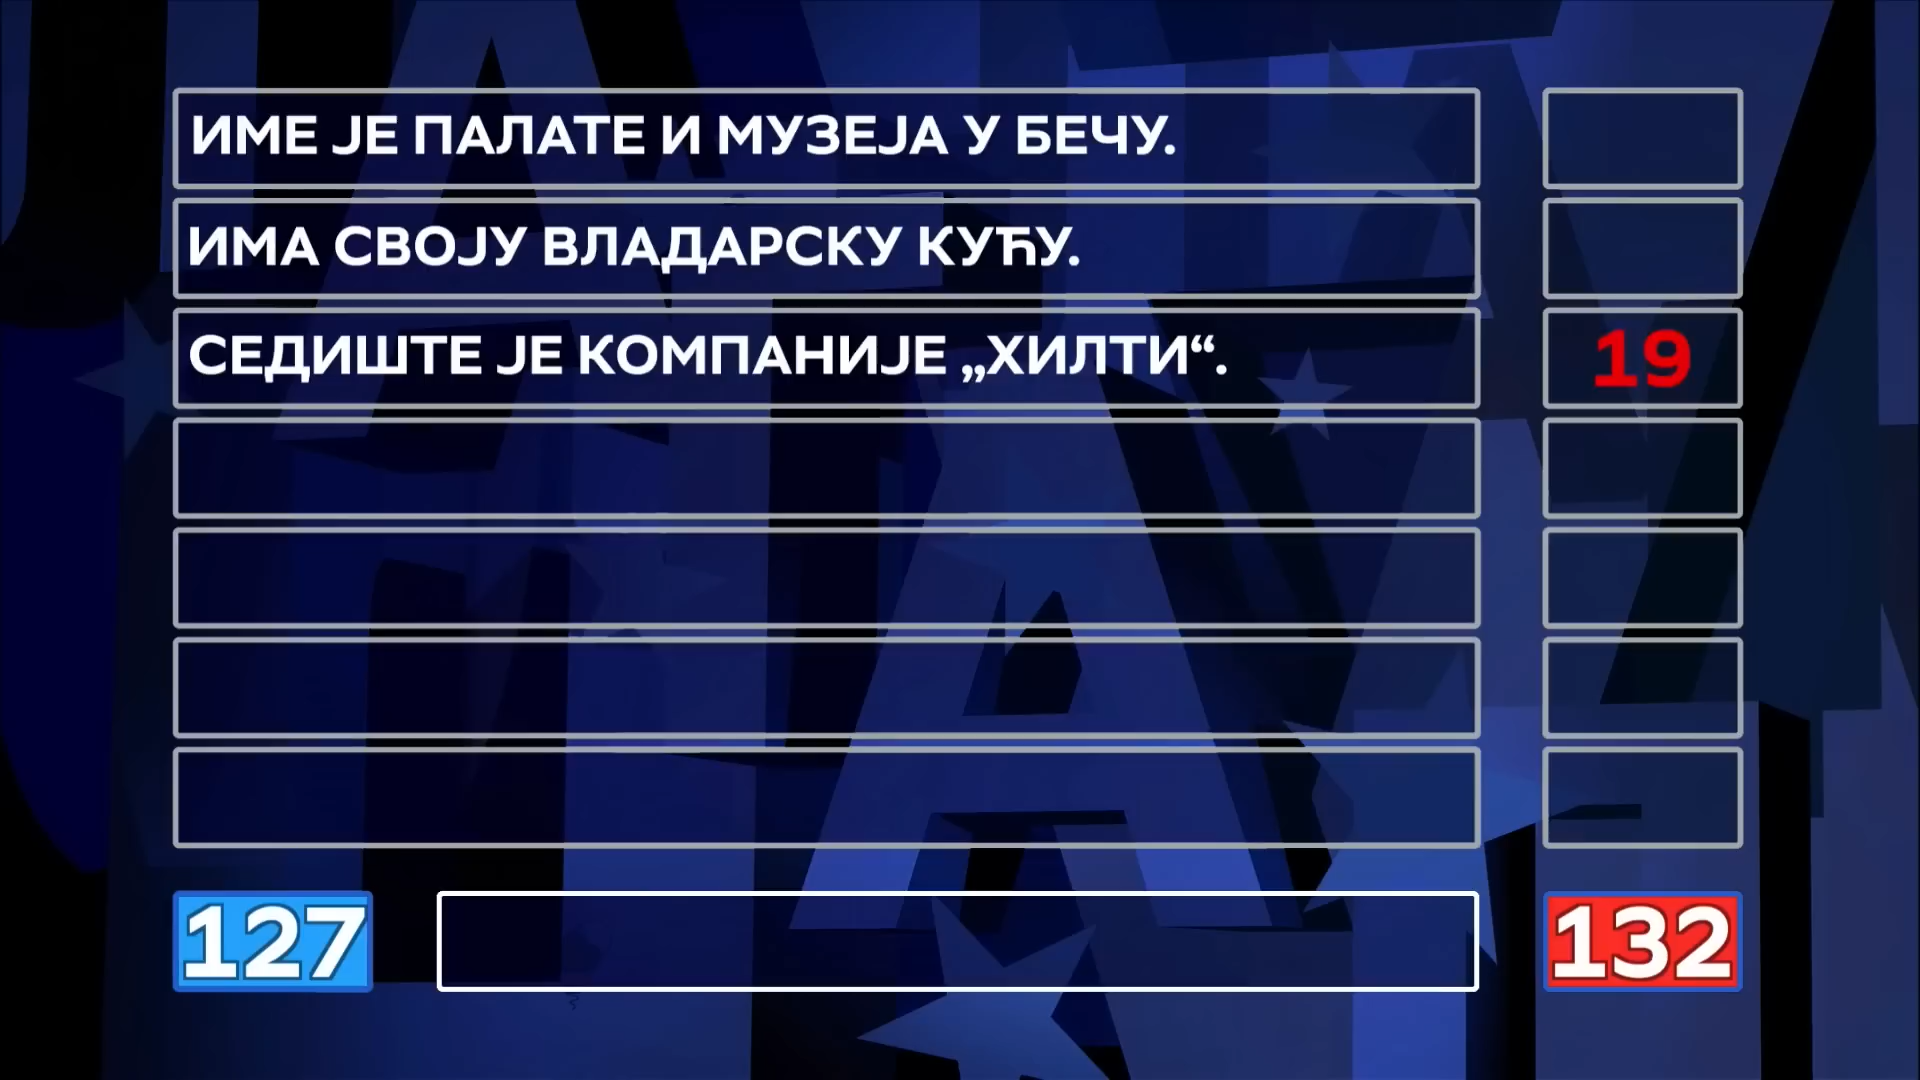 ИМЕ ЈЕ ПАЛАТЕ И МУЗЕЈА У БЕЧУ.
ИМА СВОЈУ ВЛАДАРСКУ КУЋУ.
СЕДИШТЕ ЈЕ КОМПАНИЈЕ „ХИЛТИ“.
19
127
132